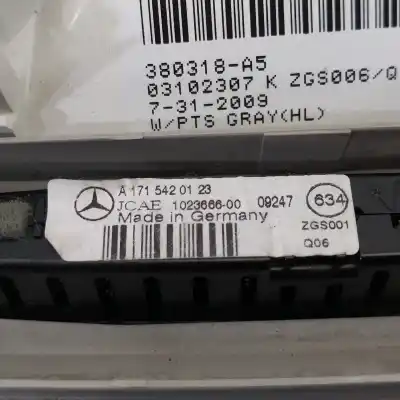 380318-A5
03102307 K ZGS006/Q
7-31-2009
W/PTS GRAY(HL)
A 171 542 01 23
JCAE 1023666-00 09247 634
Made in Germany
ZGS001
Q06